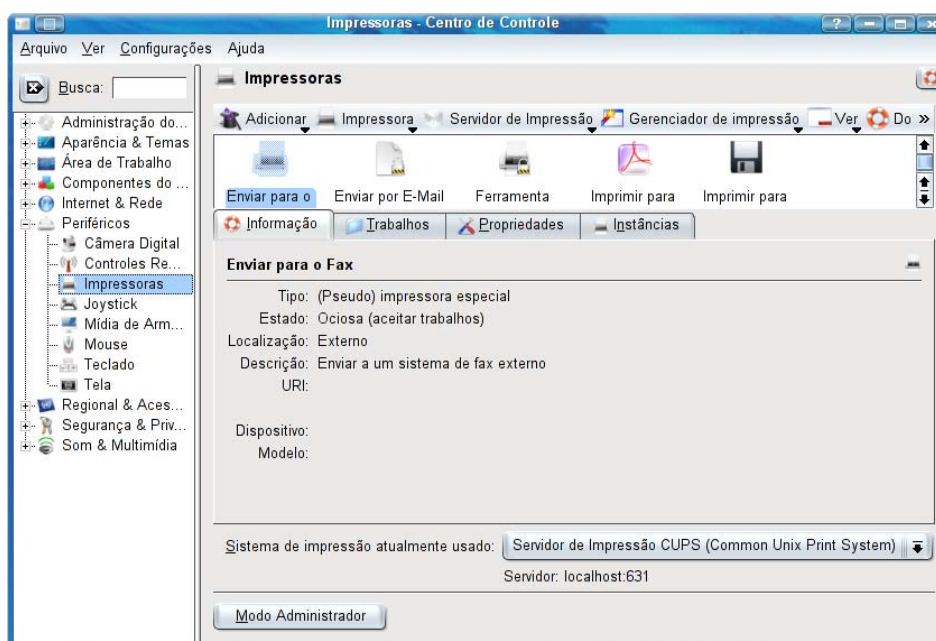 Impressoras - Centro de Controle
Arquivo Ver Configurações Ajuda
Busca:
Administração do...
Aparência & Temas
Área de Trabalho
Componentes do ...
Internet & Rede
Periféricos
Câmera Digital
Controles Re...
Impressoras
Joystick
Mídia de Arm...
Mouse
Teclado
Tela
Regional & Aces...
Segurança & Priv...
Som & Multimídia
Impressoras
Adicionar Impressora Servidor de Impressão Gerenciador de impressão Ver Do »
Enviar para o Enviar por E-Mail Ferramenta Imprimir para Imprimir para
Informação Trabalhos Propriedades Instâncias
Enviar para o Fax
Tipo: (Pseudo) impressora especial
Estado: Ociosa (aceitar trabalhos)
Localização: Externo
Descrição: Enviar a um sistema de fax externo
URI:
Dispositivo:
Modelo:
Sistema de impressão atualmente usado: Servidor de Impressão CUPS (Common Unix Print System)
Servidor: localhost:631
Modo Administrador